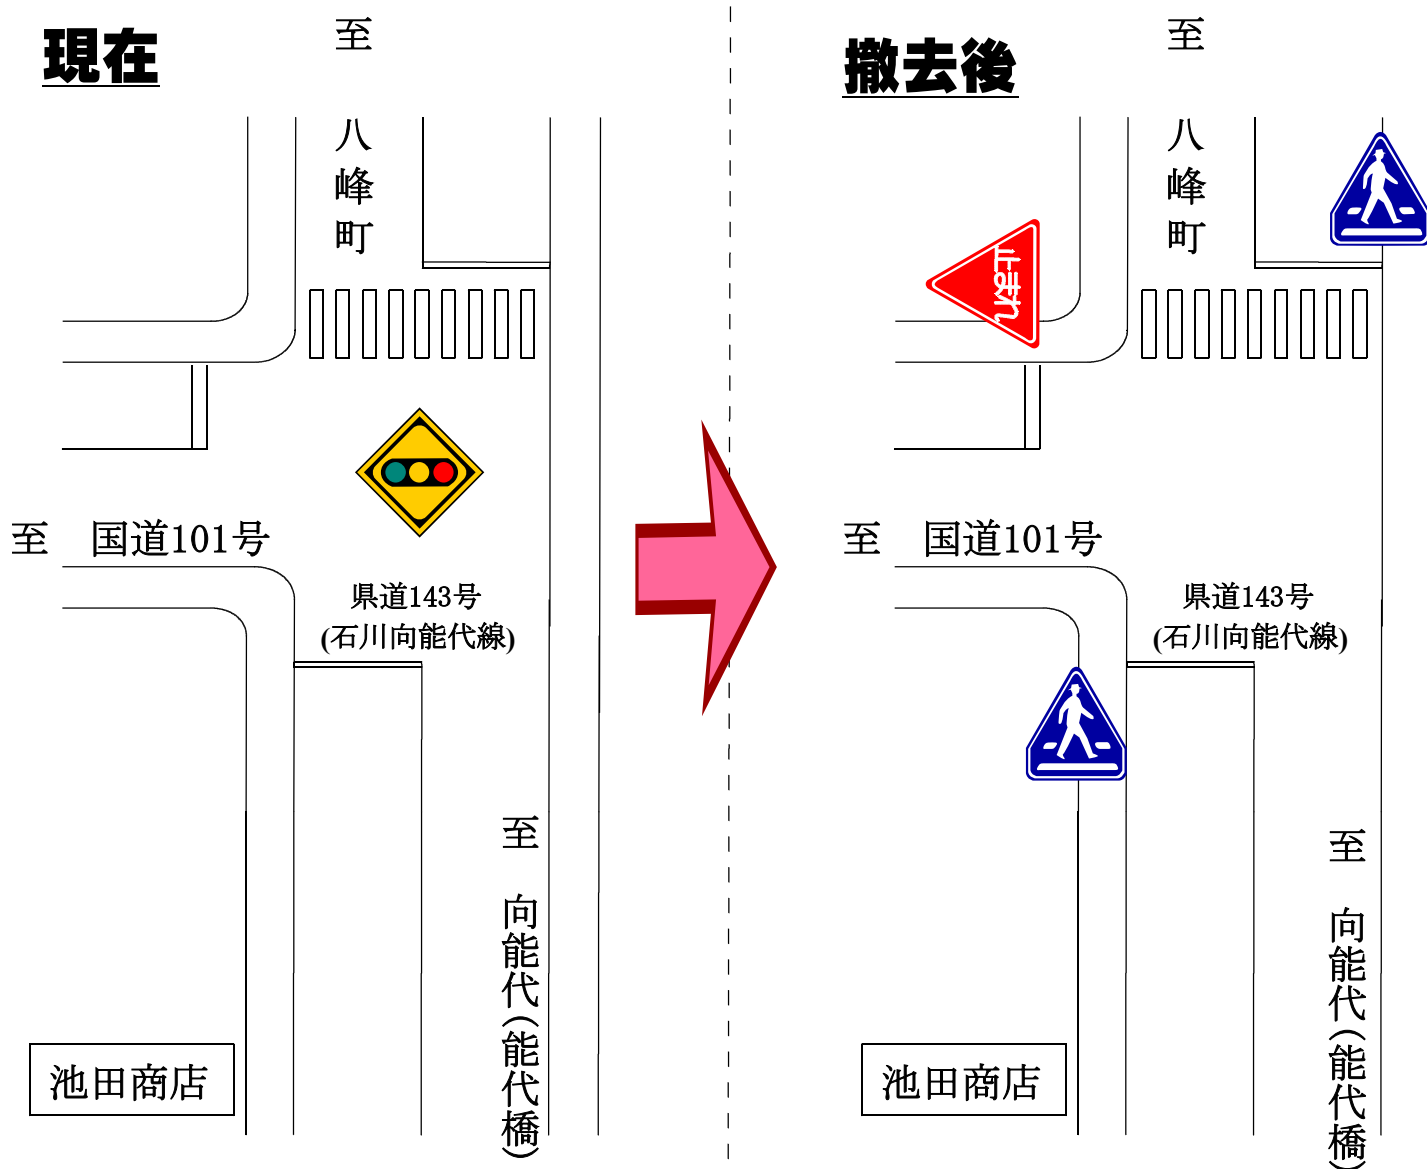 現在
至 八峰町
至 国道101号
県道143号
(石川向能代線)
至 向能代(能代橋)
池田商店
撤去後
至 八峰町
止まれ
至 国道101号
県道143号
(石川向能代線)
至 向能代(能代橋)
池田商店